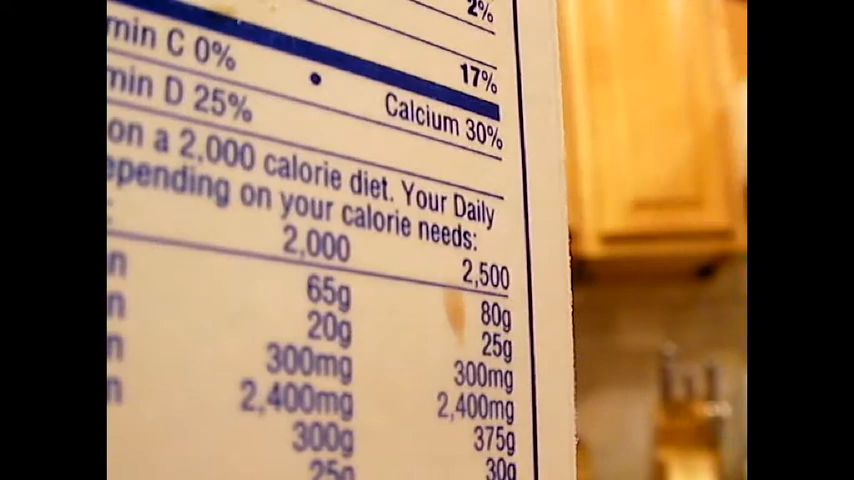 2%
17%
min C 0% • Calcium 30%
min D 25%
on a 2,000 calorie diet. Your Daily
epending on your calorie needs:
2,000 2,500
65g 80g
20g 25g
300mg 300mg
2,400mg 2,400mg
300g 375g
25g 30g